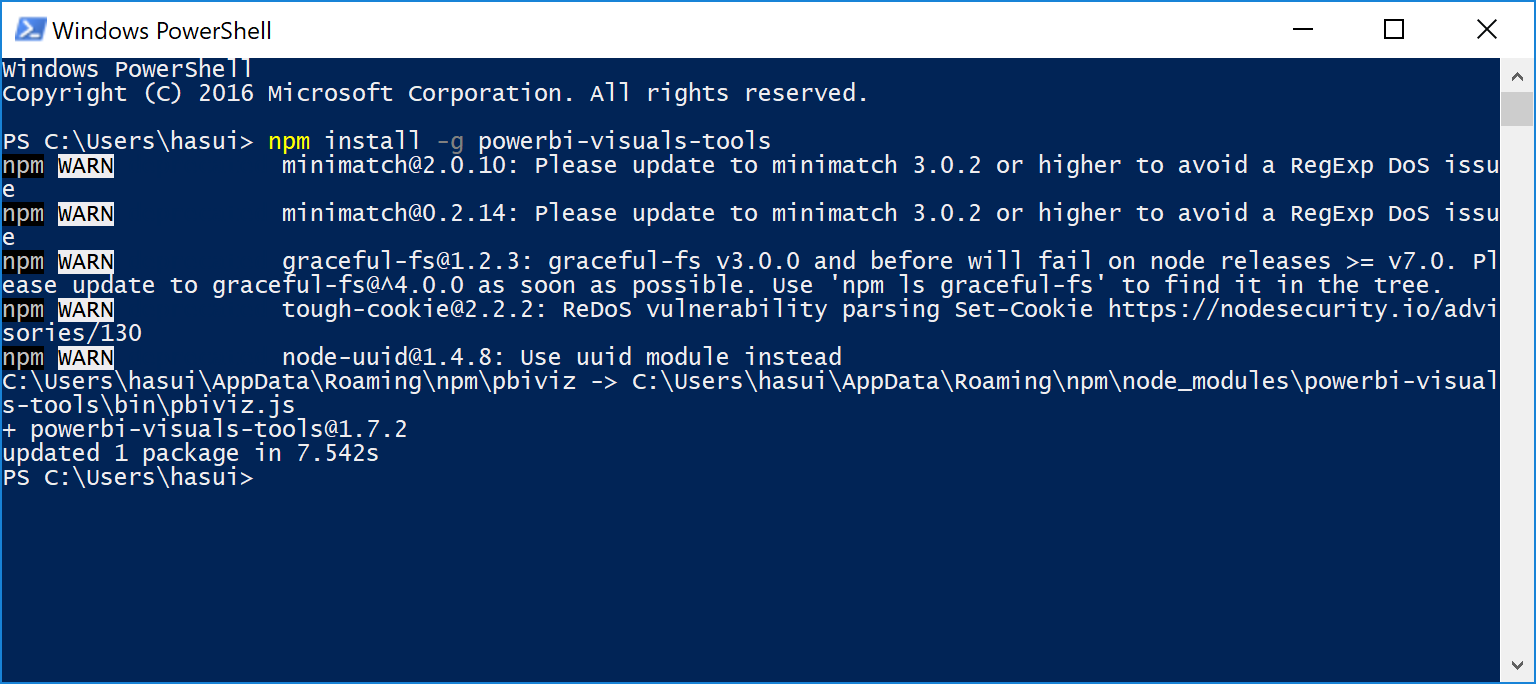 Windows PowerShell
Windows PowerShell
Copyright (C) 2016 Microsoft Corporation. All rights reserved.
PS C:\Users\hasui> npm install -g powerbi-visuals-tools
npm WARN            minimatch@2.0.10: Please update to minimatch 3.0.2 or higher to avoid a RegExp DoS issu
e
npm WARN            minimatch@0.2.14: Please update to minimatch 3.0.2 or higher to avoid a RegExp DoS issu
e
npm WARN            graceful-fs@1.2.3: graceful-fs v3.0.0 and before will fail on node releases >= v7.0. Pl
ease update to graceful-fs@^4.0.0 as soon as possible. Use 'npm ls graceful-fs' to find it in the tree.
npm WARN            tough-cookie@2.2.2: ReDoS vulnerability parsing Set-Cookie https://nodesecurity.io/advi
sories/130
npm WARN            node-uuid@1.4.8: Use uuid module instead
C:\Users\hasui\AppData\Roaming\npm\pbiviz -> C:\Users\hasui\AppData\Roaming\npm\node_modules\powerbi-visual
s-tools\bin\pbiviz.js
+ powerbi-visuals-tools@1.7.2
updated 1 package in 7.542s
PS C:\Users\hasui>